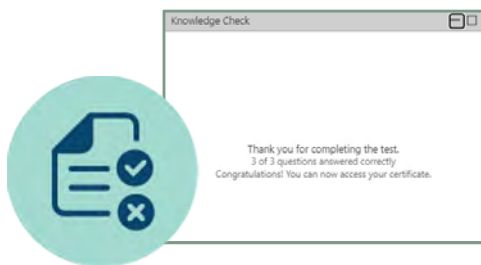 Knowledge Check
Thank you for completing the test.
3 of 3 questions answered correctly
Congratulations! You can now access your certificate.